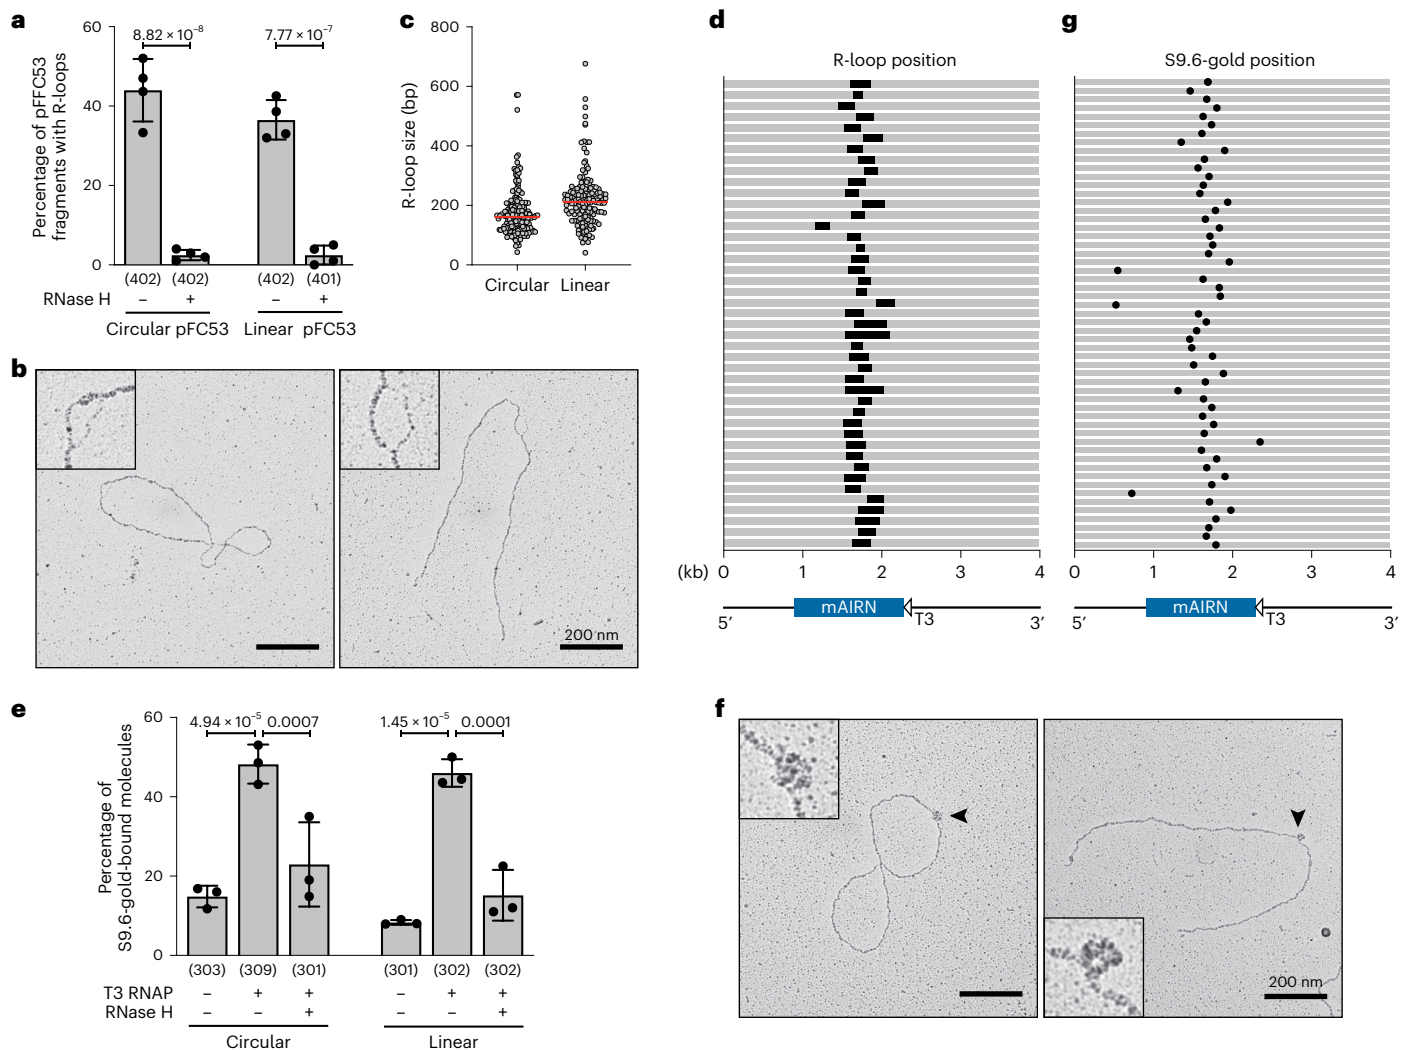 a
Percentage of pFFC53
fragments with R-loops
60
40
20
0
8.82 × 10⁻⁸
7.77 × 10⁻⁷
(402)
(402)
(402)
(401)
RNase H
–
+
–
+
Circular pFC53
Linear pFC53
b
200 nm
c
R-loop size (bp)
800
600
400
200
0
Circular
Linear
d
R-loop position
(kb)
0
1
2
3
4
mAIRN
T3
5′
3′
g
S9.6-gold position
0
1
2
3
4
mAIRN
T3
5′
3′
e
Percentage of
S9.6-gold-bound molecules
60
40
20
0
4.94 × 10⁻⁵
0.0007
1.45 × 10⁻⁵
0.0001
(303)
(309)
(301)
(301)
(302)
(302)
T3 RNAP
–
+
+
–
+
+
RNase H
–
–
+
–
–
+
Circular
Linear
f
200 nm